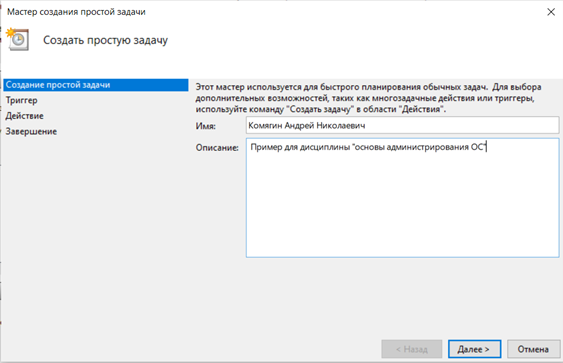 Мастер создания простой задачи
Создать простую задачу
Создание простой задачи
Триггер
Действие
Завершение
Этот мастер используется для быстрого планирования обычных задач. Для выбора
дополнительных возможностей, таких как многозадачные действия или триггеры,
используйте команду "Создать задачу" в области "Действия".
Имя: Комягин Андрей Николаевич
Описание: Пример для дисциплины "основы администрирования ОС"
< Назад Далее > Отмена